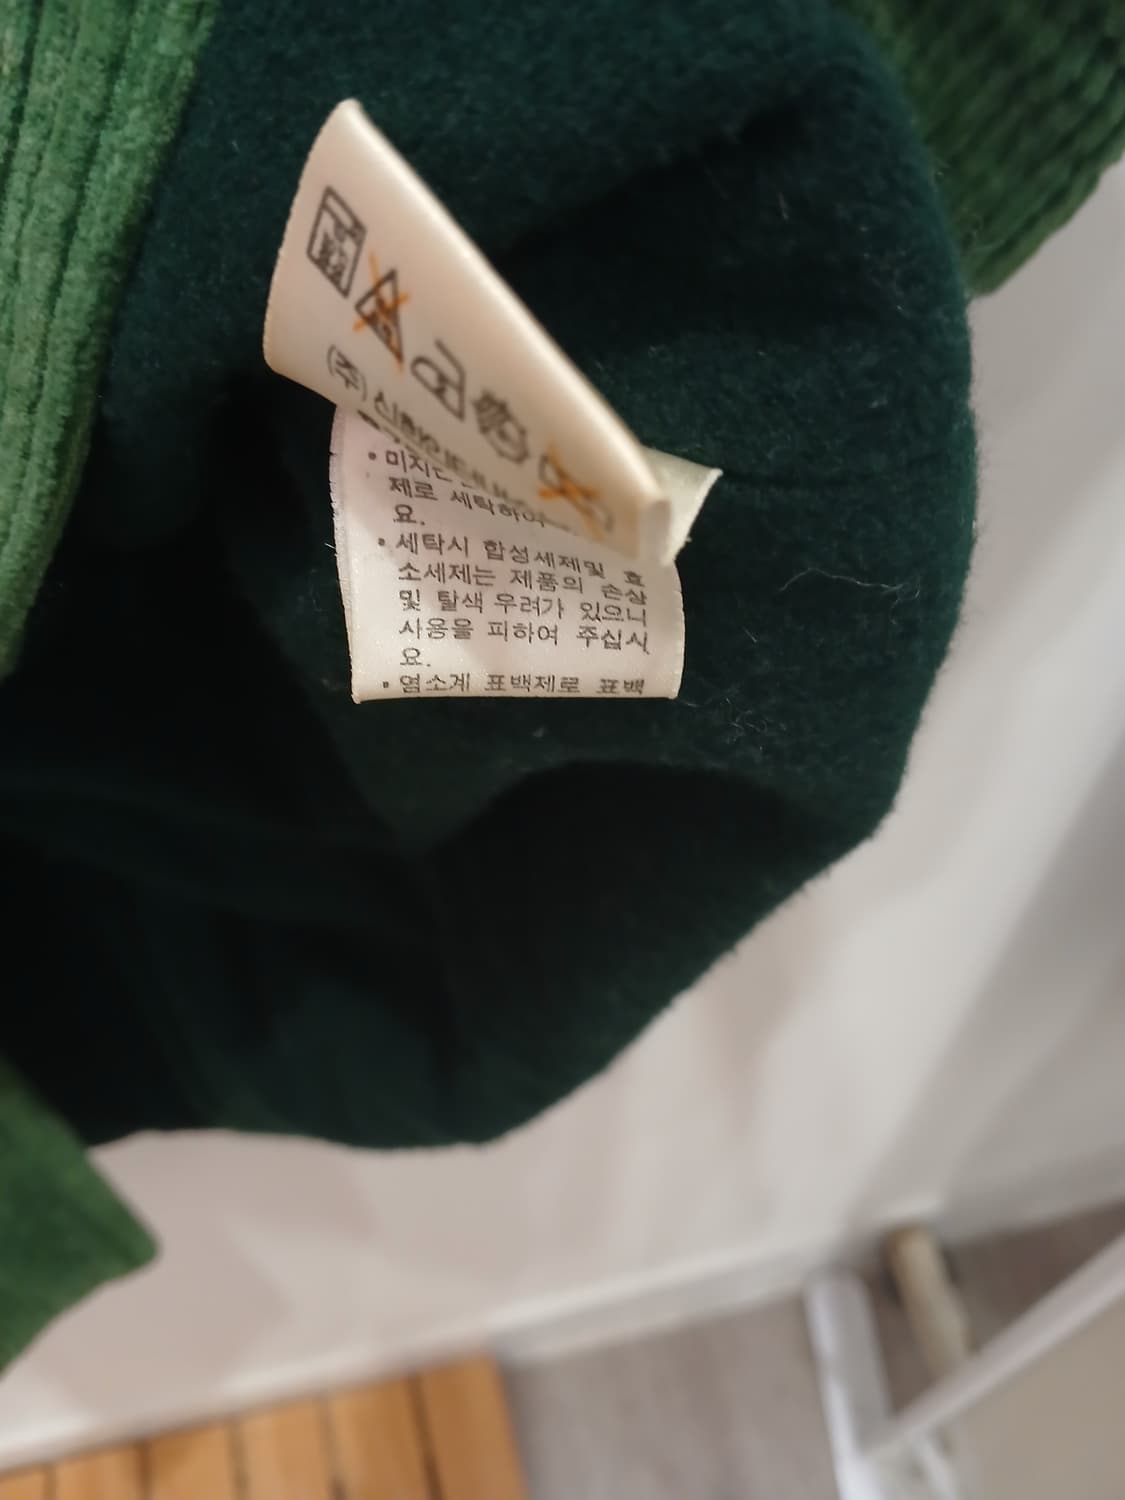 (주)신한
• 미지근
제로 세탁하여
요.
• 세탁시 합성세제및 효
소세제는 제품의 손상
및 탈색 우려가 있으니
사용을 피하여 주십시
요.
• 염소계 표백제로 표백